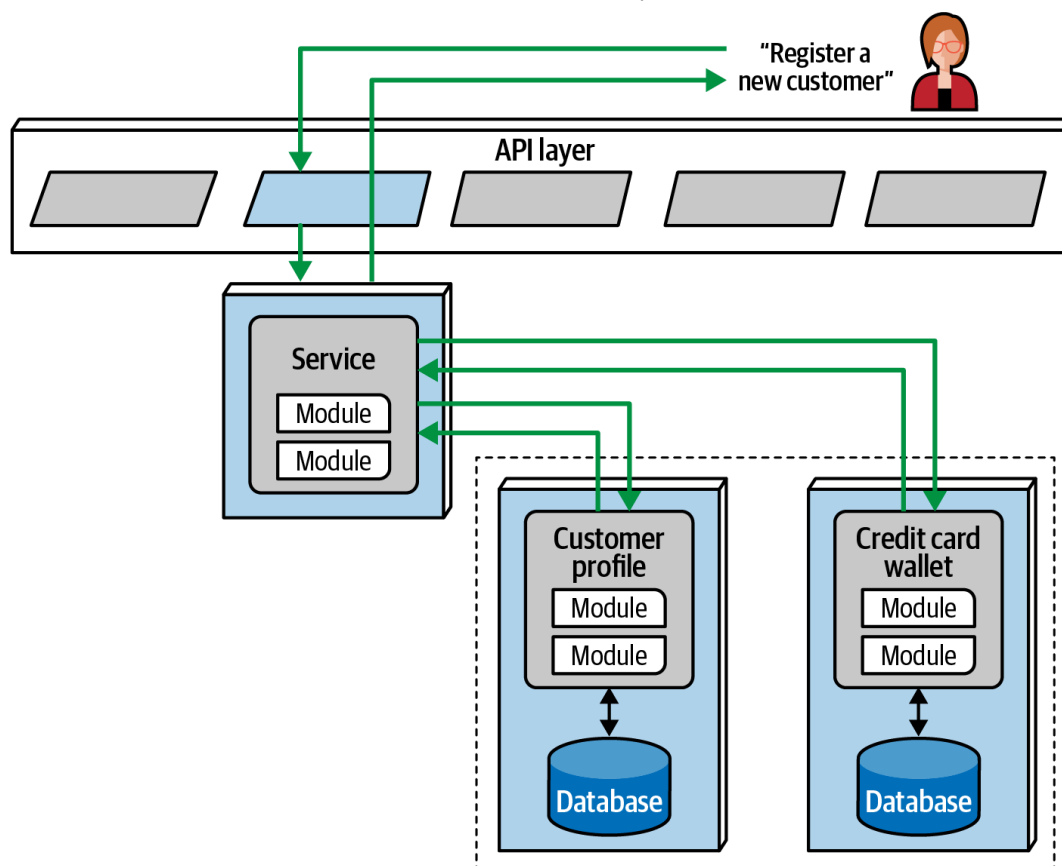 “Register a
new customer”
API layer
Service
Module
Module
Customer
profile
Module
Module
Database
Credit card
wallet
Module
Module
Database